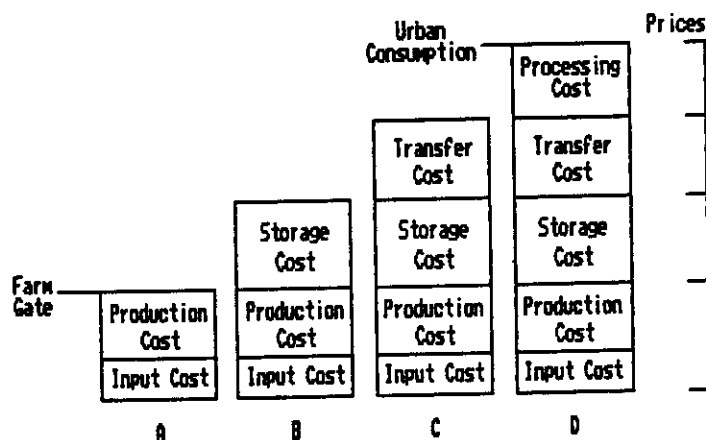 Urban
Consumption
Prices
Processing
Cost
Transfer
Cost
Transfer
Cost
Storage
Cost
Storage
Cost
Storage
Cost
Farm
Gate
Production
Cost
Production
Cost
Production
Cost
Production
Cost
Input Cost
Input Cost
Input Cost
Input Cost
A
B
C
D